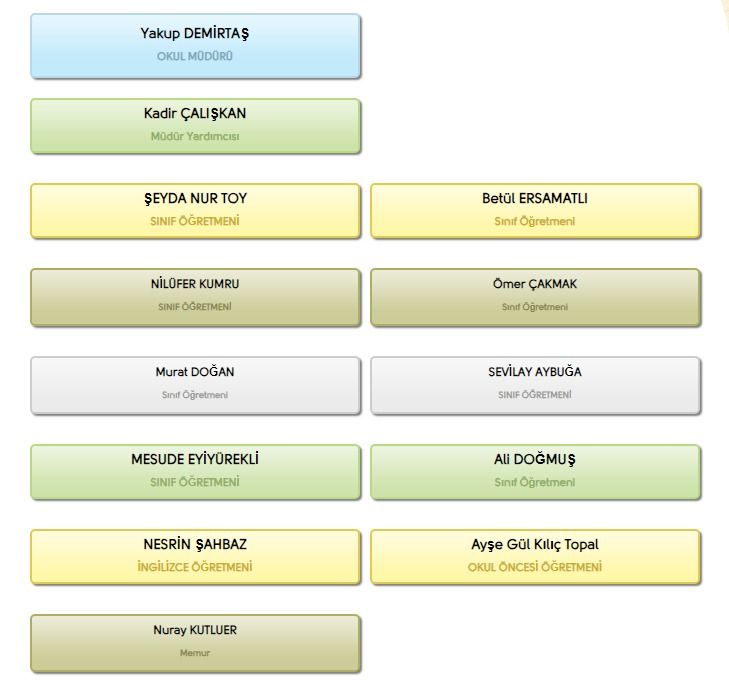 Yakup DEMİRTAŞ
OKUL MÜDÜRÜ
Kadir ÇALIŞKAN
Müdür Yardımcısı
ŞEYDA NUR TOY
SINIF ÖĞRETMENİ
Betül ERSAMATLI
Sınıf Öğretmeni
NİLÜFER KUMRU
SINIF ÖĞRETMENİ
Ömer ÇAKMAK
Sınıf Öğretmeni
Murat DOĞAN
Sınıf Öğretmeni
SEVİLAY AYBUĞA
SINIF ÖĞRETMENİ
MESUDE EYİYÜREKLİ
SINIF ÖĞRETMENİ
Ali DOĞMUŞ
Sınıf Öğretmeni
NESRİN ŞAHBAZ
İNGİLİZCE ÖĞRETMENİ
Ayşe Gül Kılıç Topal
OKUL ÖNCESİ ÖĞRETMENİ
Nuray KUTLUER
Memur